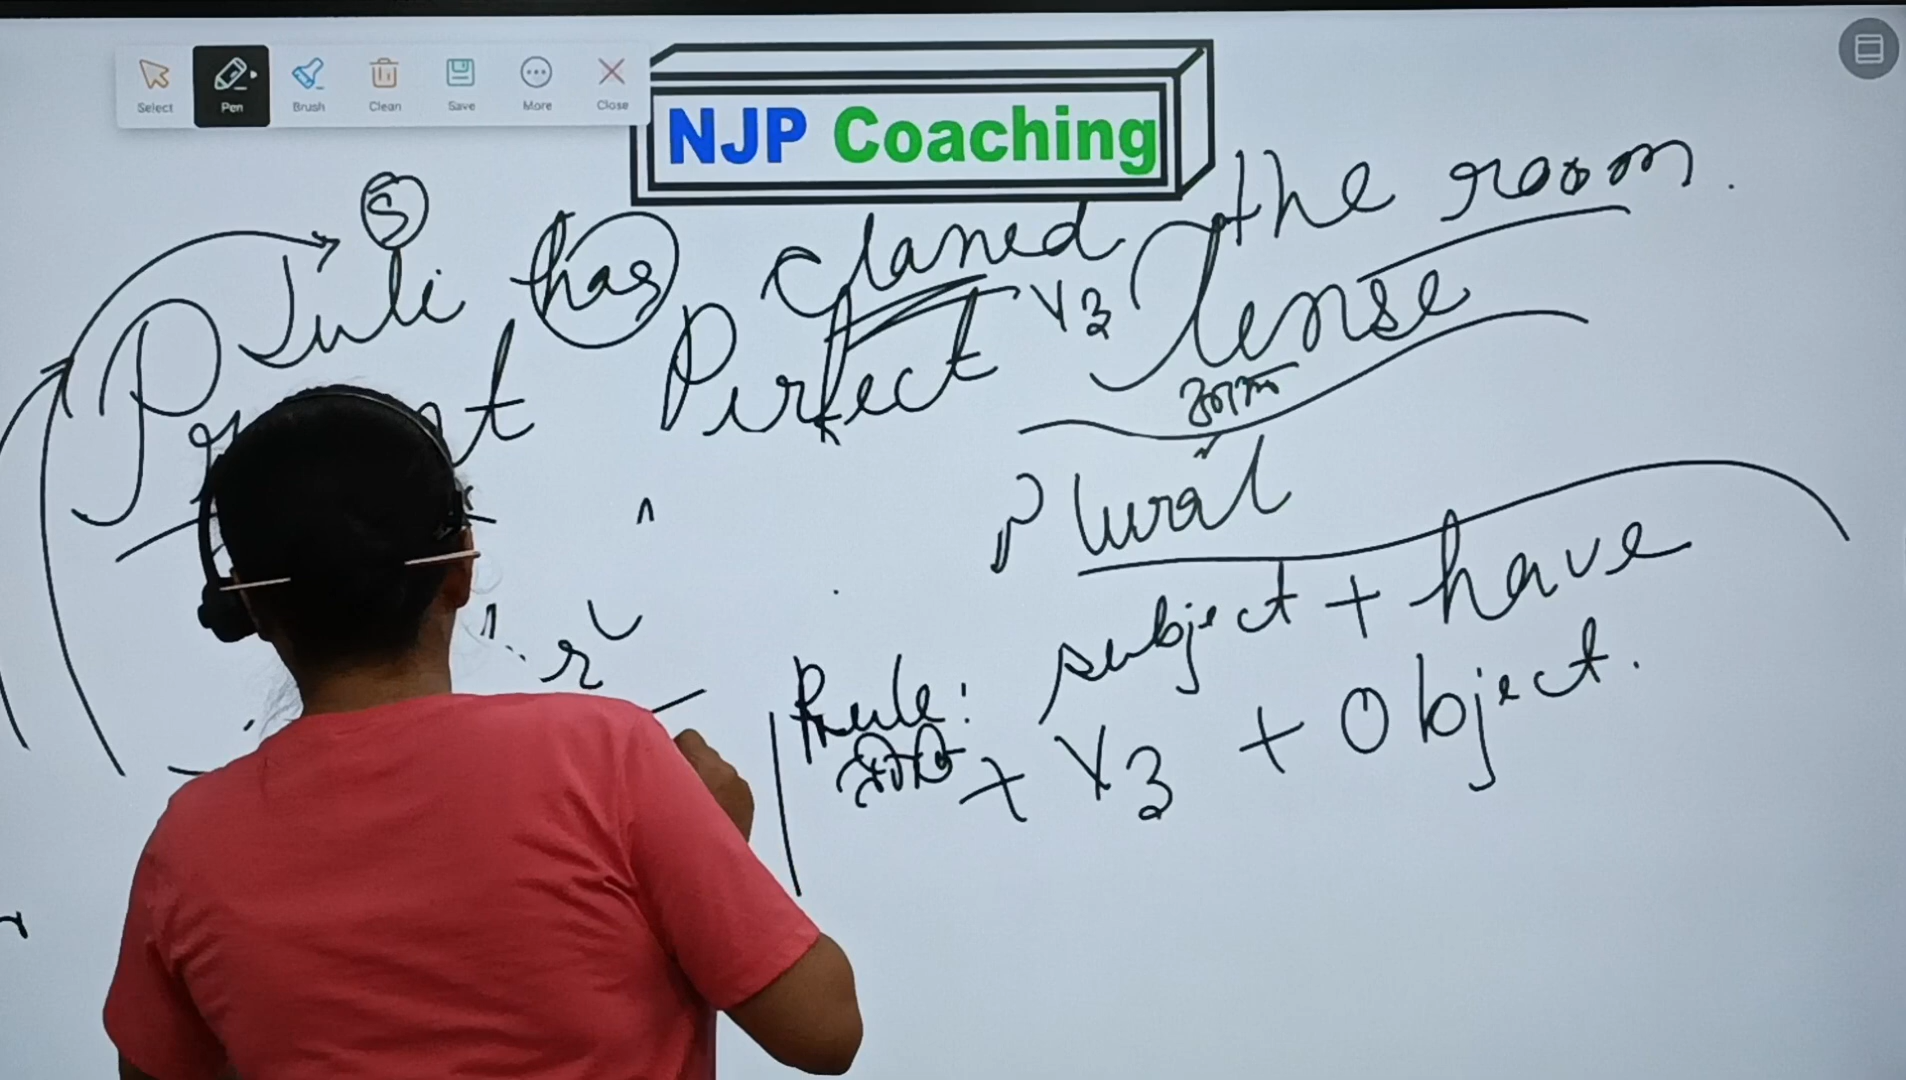 Select Pen Brush Clean Save More Close
NJP Coaching
S
Juli has claned the room.
V3
Present Perfect Tense
Plural
Rule: subject + have
+ V3 + Object.